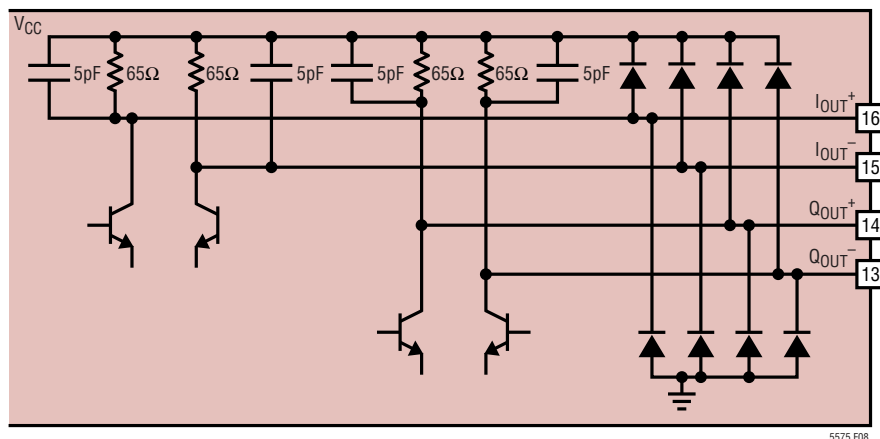 VCC
5pF 65Ω 65Ω 5pF 5pF 65Ω 65Ω 5pF
IOUT+
16
IOUT–
15
QOUT+
14
QOUT–
13
5575 F08